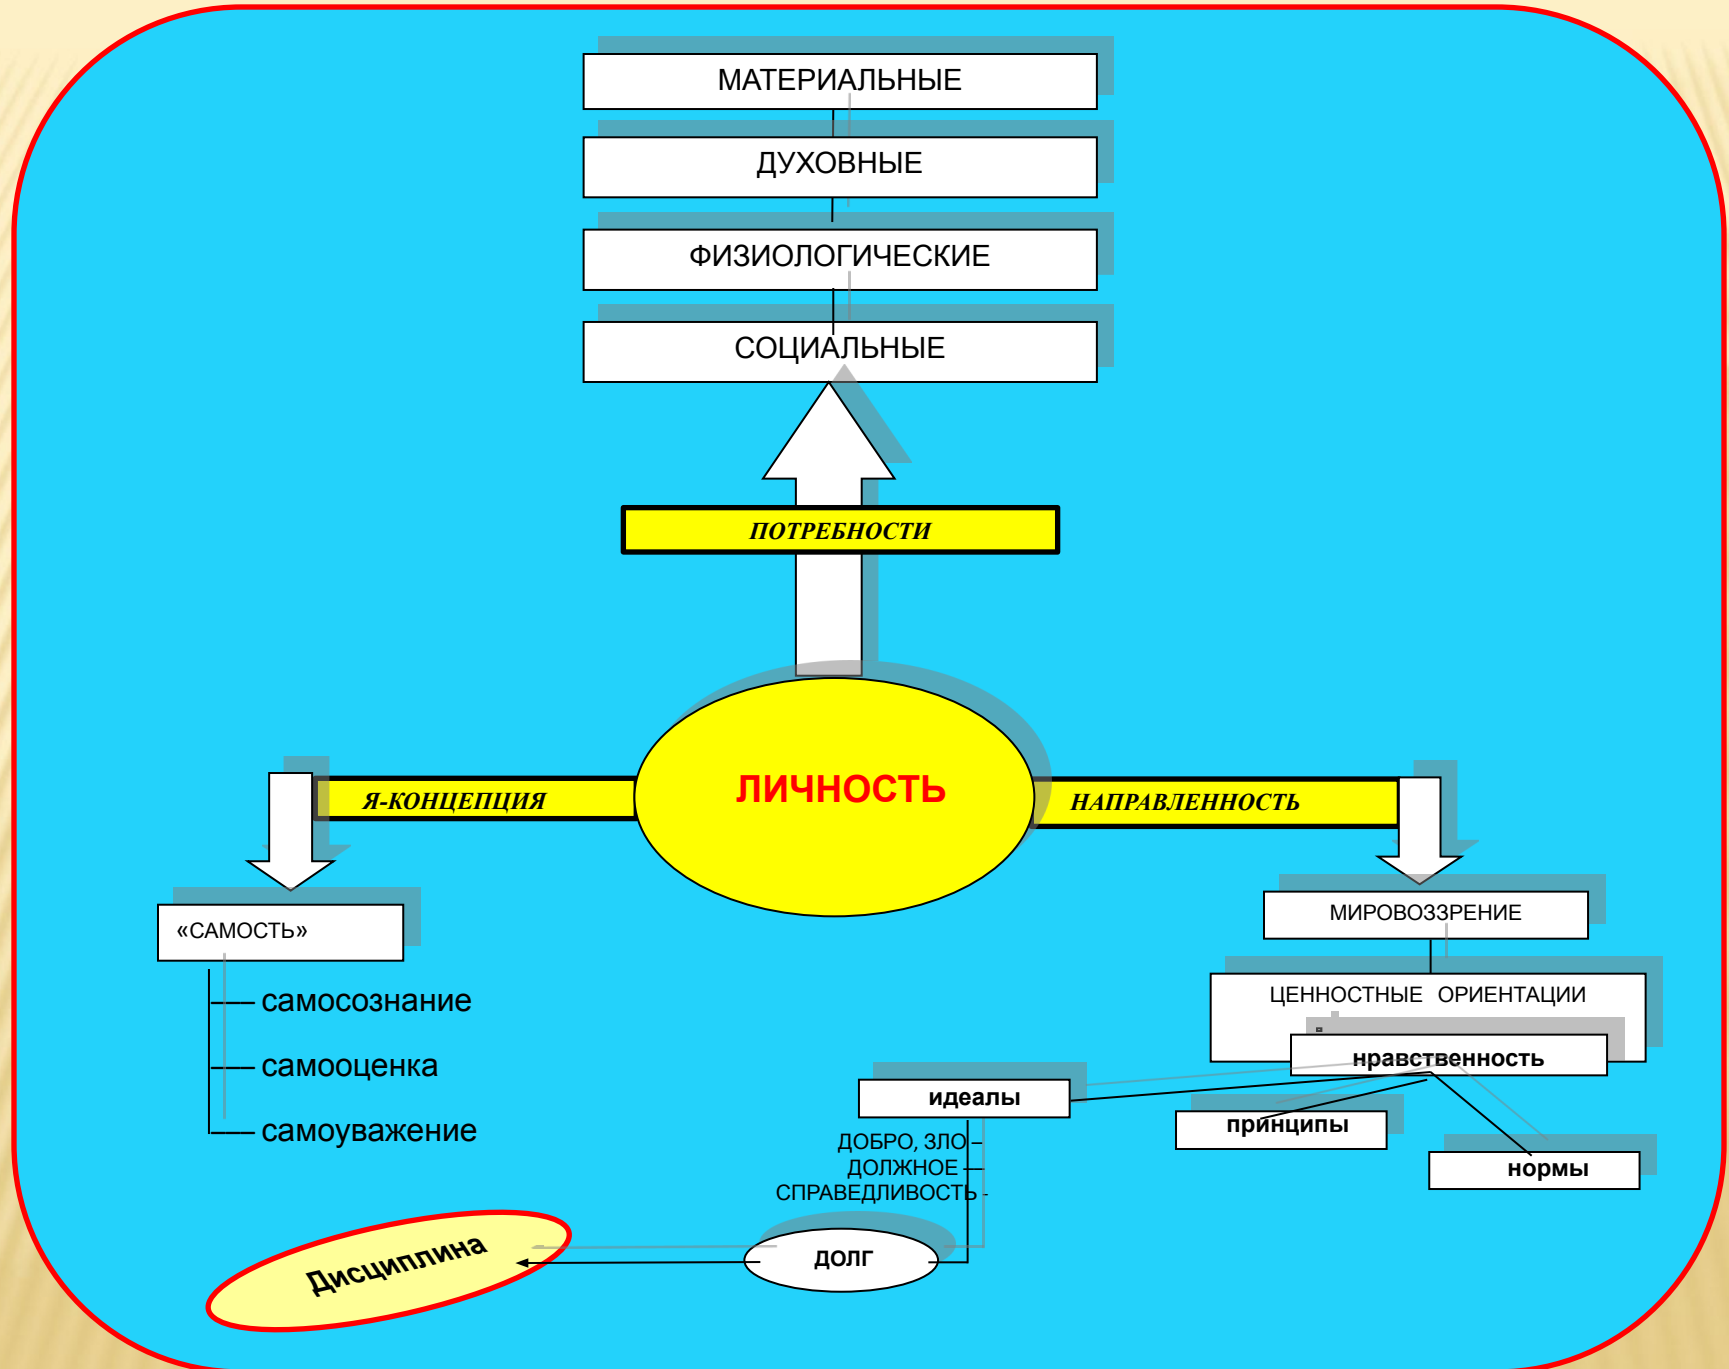 МАТЕРИАЛЬНЫЕ
ДУХОВНЫЕ
ФИЗИОЛОГИЧЕСКИЕ
СОЦИАЛЬНЫЕ
ПОТРЕБНОСТИ
ЛИЧНОСТЬ
Я-КОНЦЕПЦИЯ
НАПРАВЛЕННОСТЬ
«САМОСТЬ»
самосознание
самооценка
самоуважение
МИРОВОЗЗРЕНИЕ
ЦЕННОСТНЫЕ ОРИЕНТАЦИИ
нравственность
идеалы
принципы
нормы
ДОБРО, ЗЛО –
ДОЛЖНОЕ –
СПРАВЕДЛИВОСТЬ -
ДОЛГ
Дисциплина